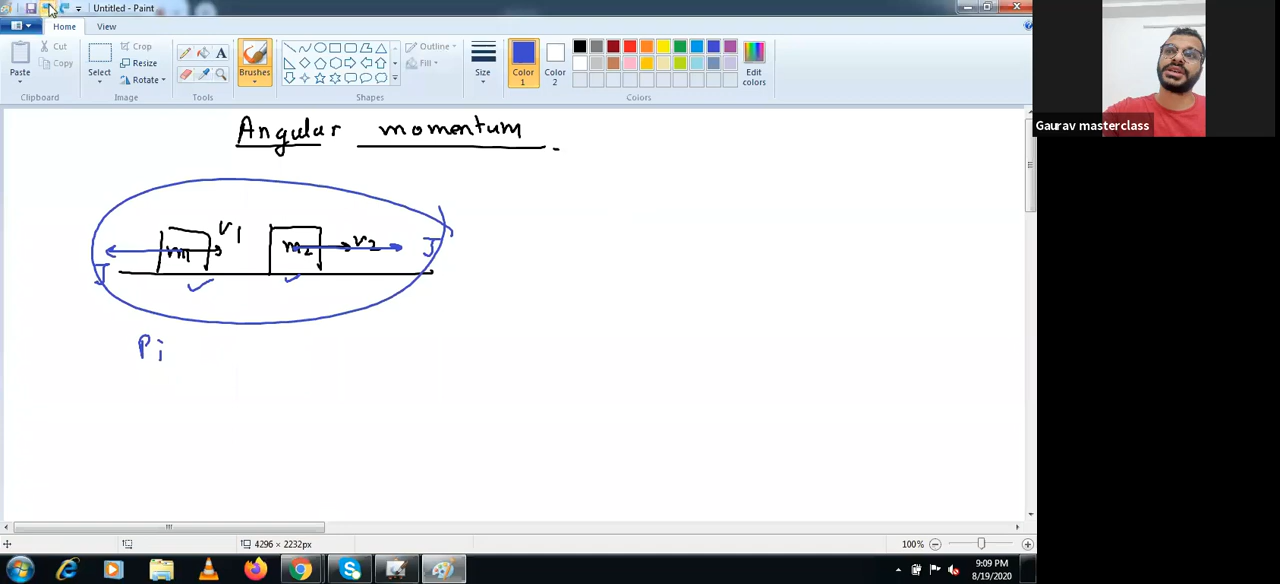 Untitled - Paint
Home View
Paste
Cut
Copy
Clipboard
Select
Crop
Resize
Rotate
Image
Tools
Brushes
Shapes
Outline
Fill
Size
Color 1
Color 2
Colors
Edit colors
Gaurav masterclass
Angular momentum.
m1 v1 m2 v2
J J
Pi
4296 × 2232px
100%
9:09 PM
8/19/2020